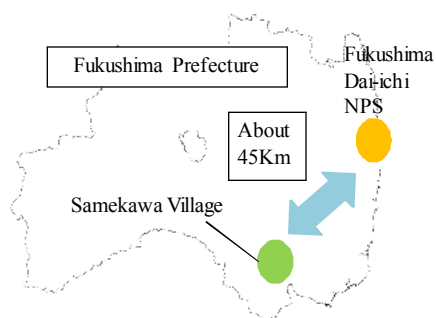 Fukushima Prefecture
Fukushima
Dai-ichi
NPS
About
45Km
Samekawa Village